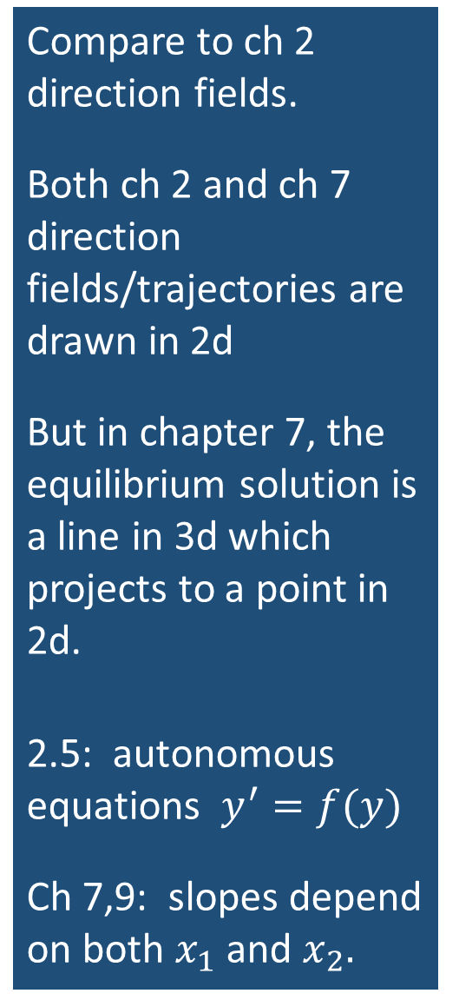 Compare to ch 2
direction fields.
Both ch 2 and ch 7
direction
fields/trajectories are
drawn in 2d
But in chapter 7, the
equilibrium solution is
a line in 3d which
projects to a point in
2d.
2.5:  autonomous
equations  y′ = f(y)
Ch 7,9:  slopes depend
on both x₁ and x₂.